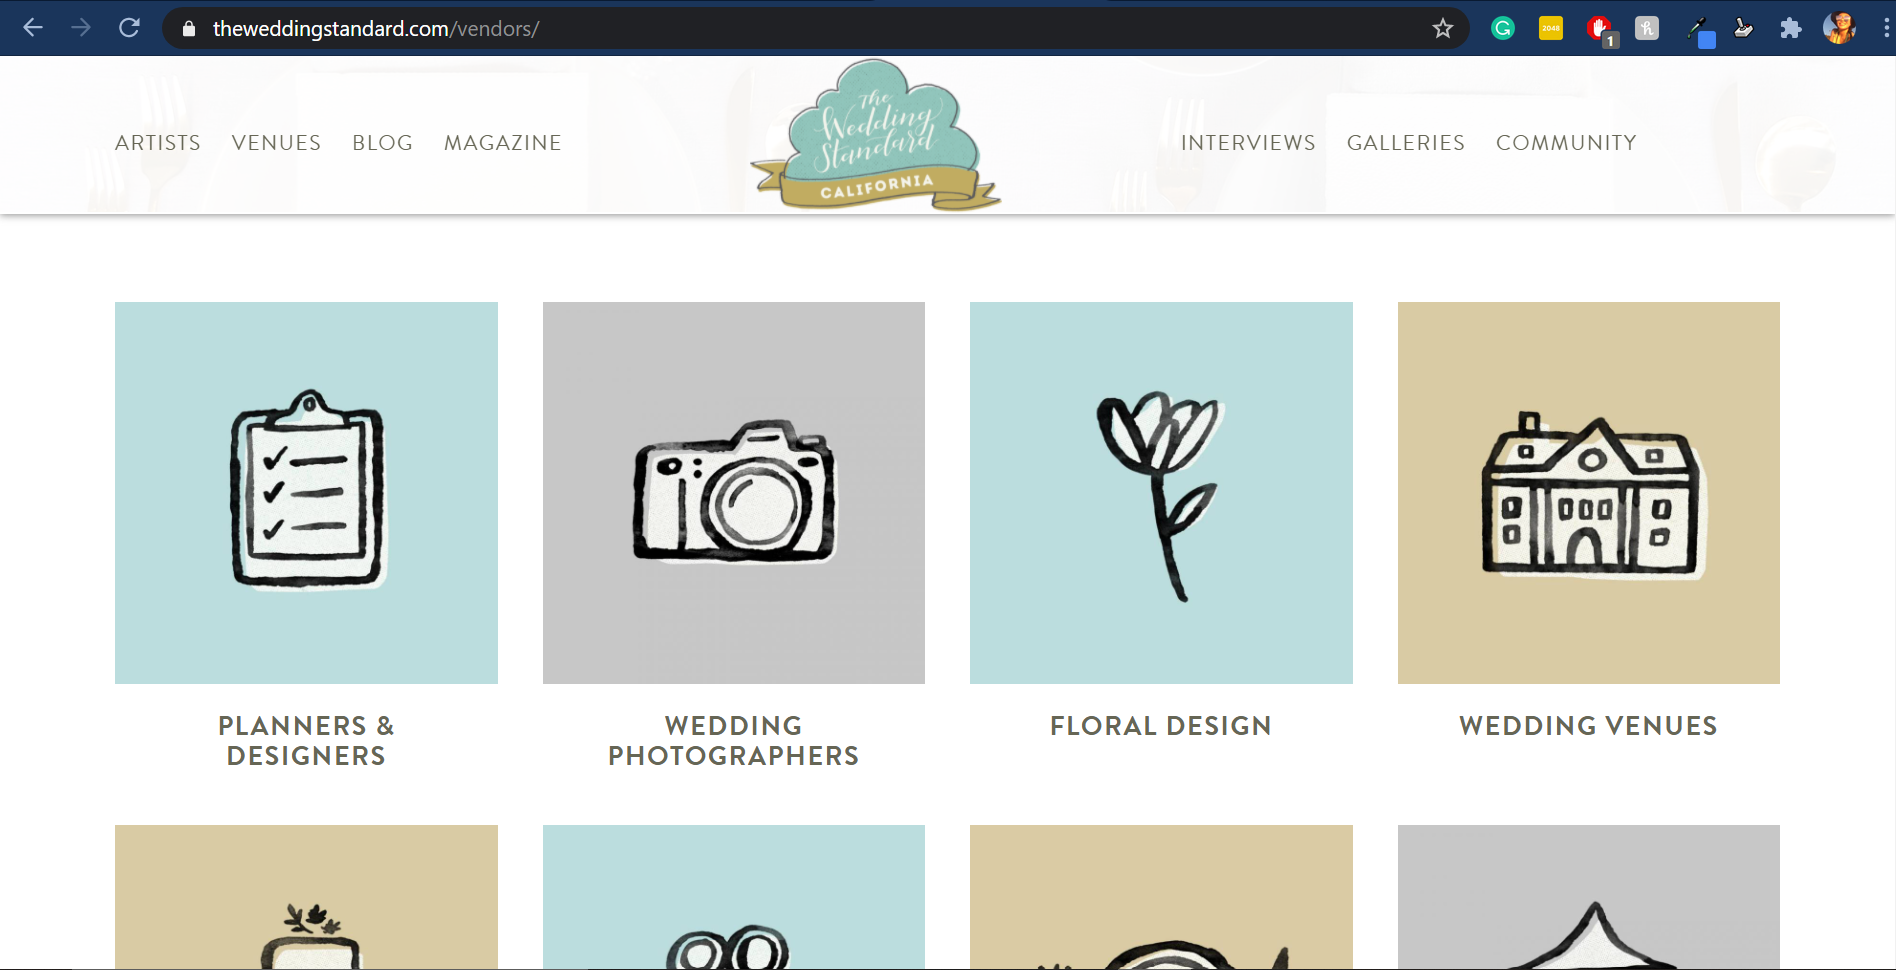 theweddingstandard.com/vendors/
2048
1
ARTISTS VENUES BLOG MAGAZINE
The
Wedding
Standard
CALIFORNIA
INTERVIEWS GALLERIES COMMUNITY
PLANNERS &
DESIGNERS
WEDDING
PHOTOGRAPHERS
FLORAL DESIGN
WEDDING VENUES